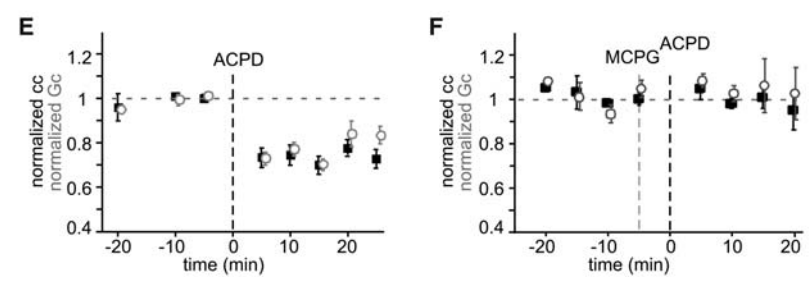 E
ACPD
normalized cc
normalized Gc
1.2
1
0.8
0.6
0.4
-20
-10
0
10
20
time (min)
F
MCPG
ACPD
normalized cc
normalized Gc
1.2
1
0.8
0.6
0.4
-20
-10
0
10
20
time (min)